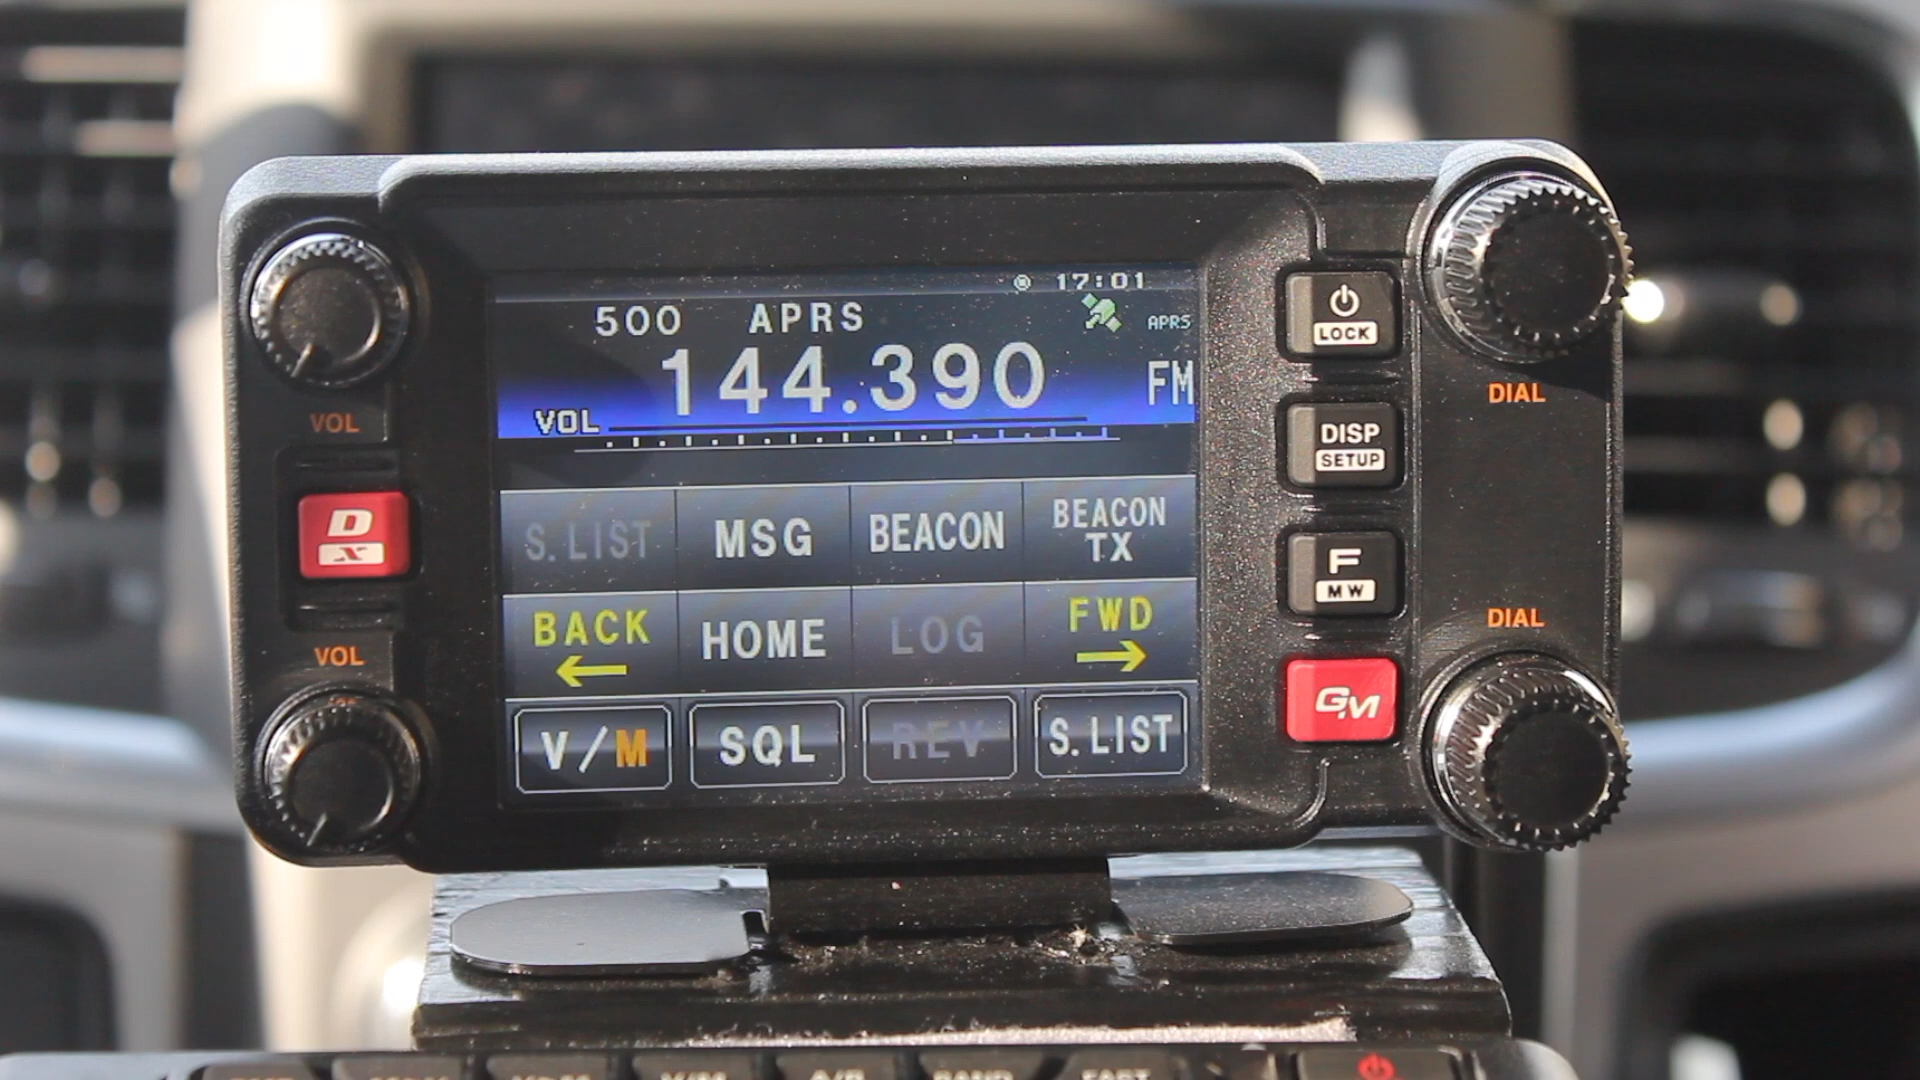 17:01
500 APRS
APRS
144.390 FM
VOL
S.LIST MSG BEACON BEACON TX
BACK HOME LOG FWD
V/M SQL REV S.LIST
VOL
D X
VOL
LOCK
DISP SETUP
F MW
GM
DIAL
DIAL